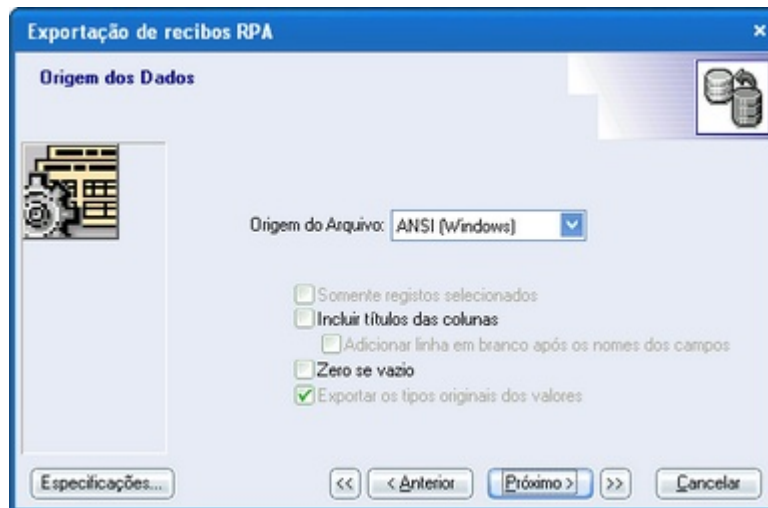 Exportação de recibos RPA
Origem dos Dados
Origem do Arquivo: ANSI (Windows)
Somente registos selecionados
Incluir títulos das colunas
Adicionar linha em branco após os nomes dos campos
Zero se vazio
Exportar os tipos originais dos valores
Especificações... << < Anterior Próximo > >> Cancelar